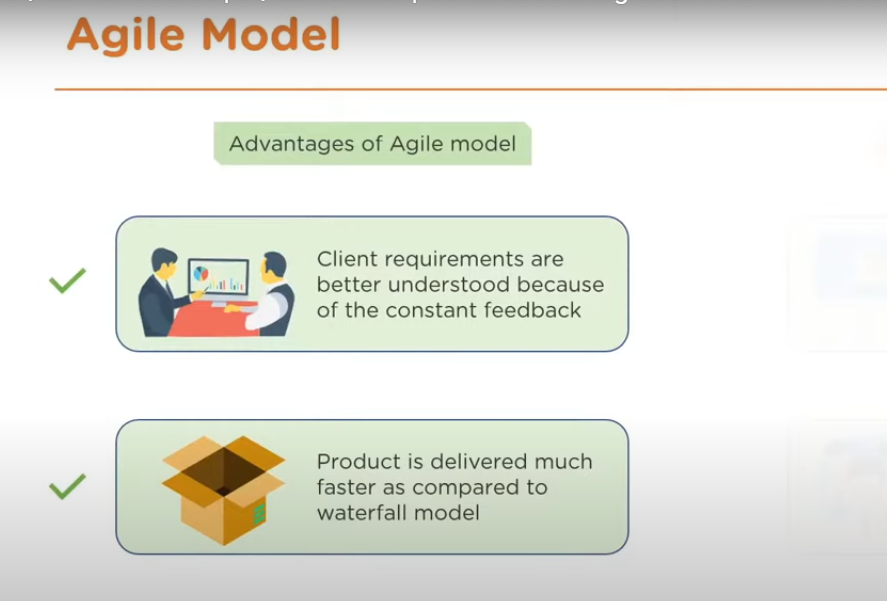 Agile Model
Advantages of Agile model
Client requirements are
better understood because
of the constant feedback
Product is delivered much
faster as compared to
waterfall model